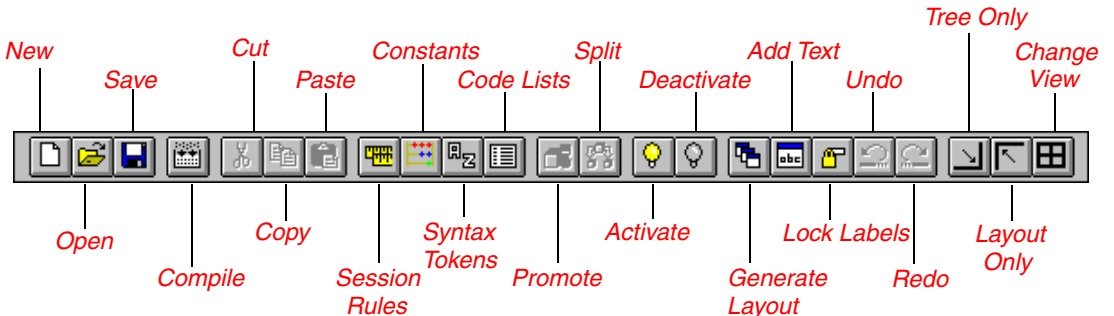 Tree Only
New
Cut
Constants
Split
Add Text
Change
View
Save
Paste
Code Lists
Deactivate
Undo
abc
Open
Copy
Syntax
Tokens
Activate
Lock Labels
Layout
Only
Compile
Session
Rules
Promote
Generate
Layout
Redo